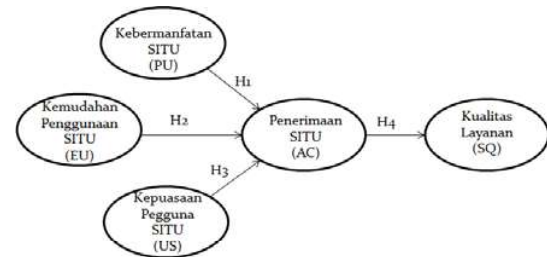 Kebermanfatan
SITU
(PU)
H1
Kemudahan
Penggunaan
SITU
(EU)
H2
Penerimaan
SITU
(AC)
H4
Kualitas
Layanan
(SQ)
H3
Kepuasaan
Pegguna
SITU
(US)